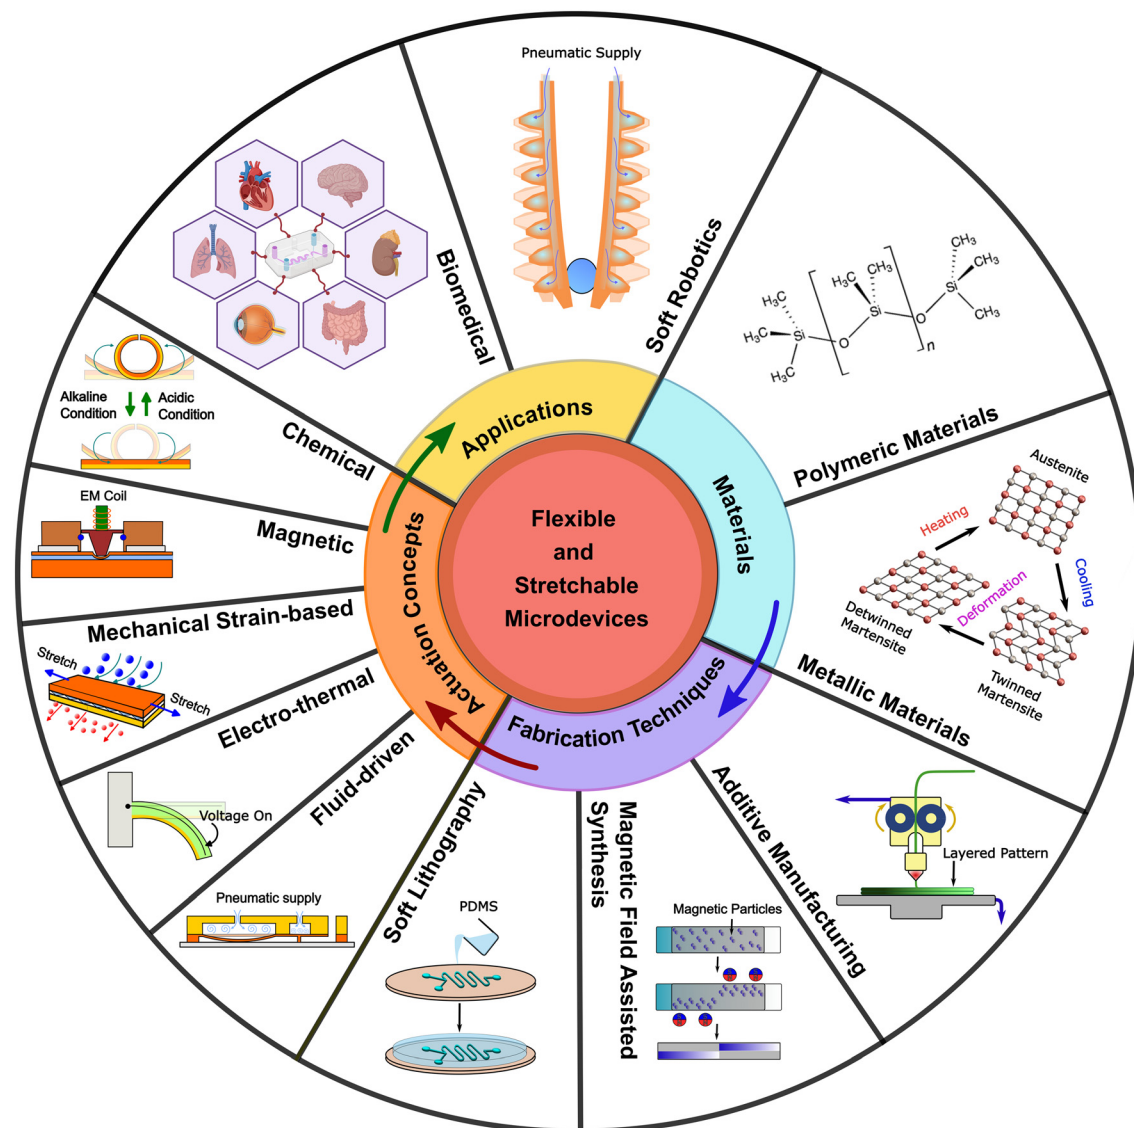 Pneumatic Supply
Soft Robotics
Biomedical
Applications
H₃C
H₃C
Si
H₃C
O
H₃C
CH₃
Si
O
n
CH₃
CH₃
Si
CH₃
Polymeric Materials
Materials
Austenite
Heating
Cooling
Deformation
Detwinned
Martensite
Twinned
Martensite
Metallic Materials
Flexible
and
Stretchable
Microdevices
Fabrication Techniques
Additive Manufacturing
Layered Pattern
Magnetic Field Assisted
Synthesis
Magnetic Particles
Soft Lithography
PDMS
Actuation Concepts
Fluid-driven
Pneumatic supply
Electro-thermal
Voltage On
Mechanical Strain-based
Stretch
Stretch
Magnetic
EM Coil
Chemical
Alkaline
Condition
Acidic
Condition